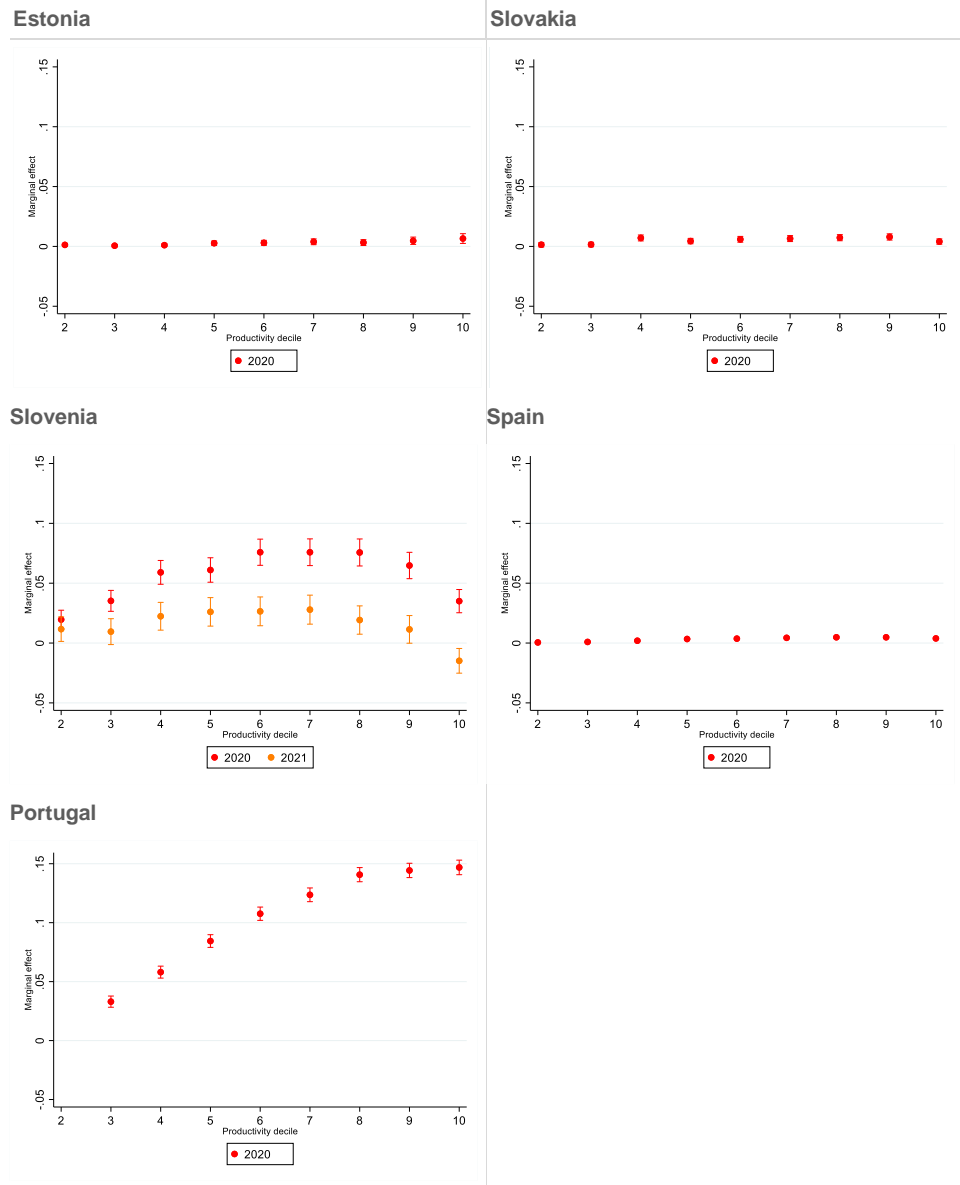 Estonia
Slovakia
.15
.1
.05
0
-.05
Marginal effect
2 3 4 5 6 7 8 9 10
Productivity decile
2020
.15
.1
.05
0
-.05
Marginal effect
2 3 4 5 6 7 8 9 10
Productivity decile
2020
Slovenia
Spain
.15
.1
.05
0
-.05
Marginal effect
2 3 4 5 6 7 8 9 10
Productivity decile
2020 2021
.15
.1
.05
0
-.05
Marginal effect
2 3 4 5 6 7 8 9 10
Productivity decile
2020
Portugal
.15
.1
.05
0
-.05
Marginal effect
2 3 4 5 6 7 8 9 10
Productivity decile
2020